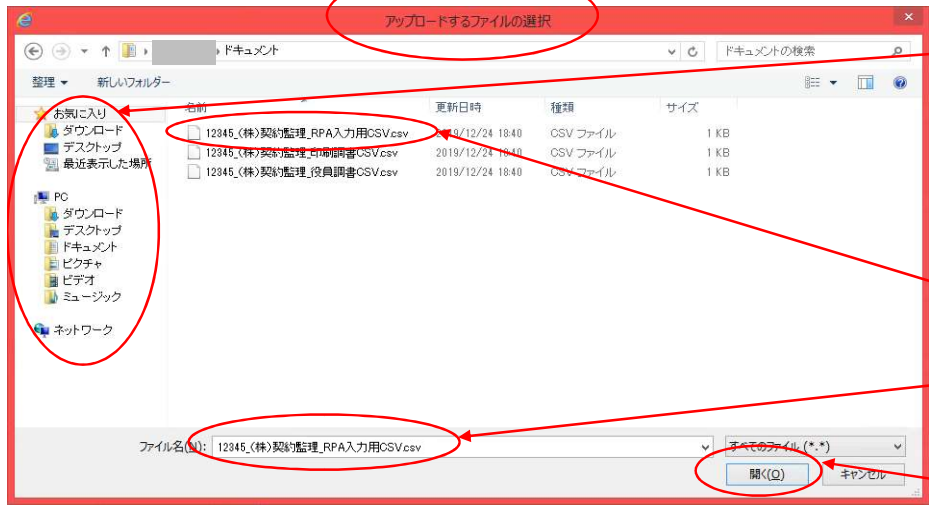 アップロードするファイルの選択
ドキュメント
ドキュメントの検索
整理 新しいフォルダー
お気に入り
ダウンロード
デスクトップ
最近表示した場所
PC
ダウンロード
デスクトップ
ドキュメント
ピクチャ
ビデオ
ミュージック
ネットワーク
名前 更新日時 種類 サイズ
12345_(株)契約監理_RPA入力用CSV.csv 2019/12/24 18:40 CSV ファイル 1 KB
12345_(株)契約監理_印刷調書CSV.csv 2019/12/24 18:40 CSV ファイル 1 KB
12345_(株)契約監理_役員調書CSV.csv 2019/12/24 18:40 CSV ファイル 1 KB
ファイル名(N): 12345_(株)契約監理_RPA入力用CSV.csv すべてのファイル (*.*)
開く(O) キャンセル